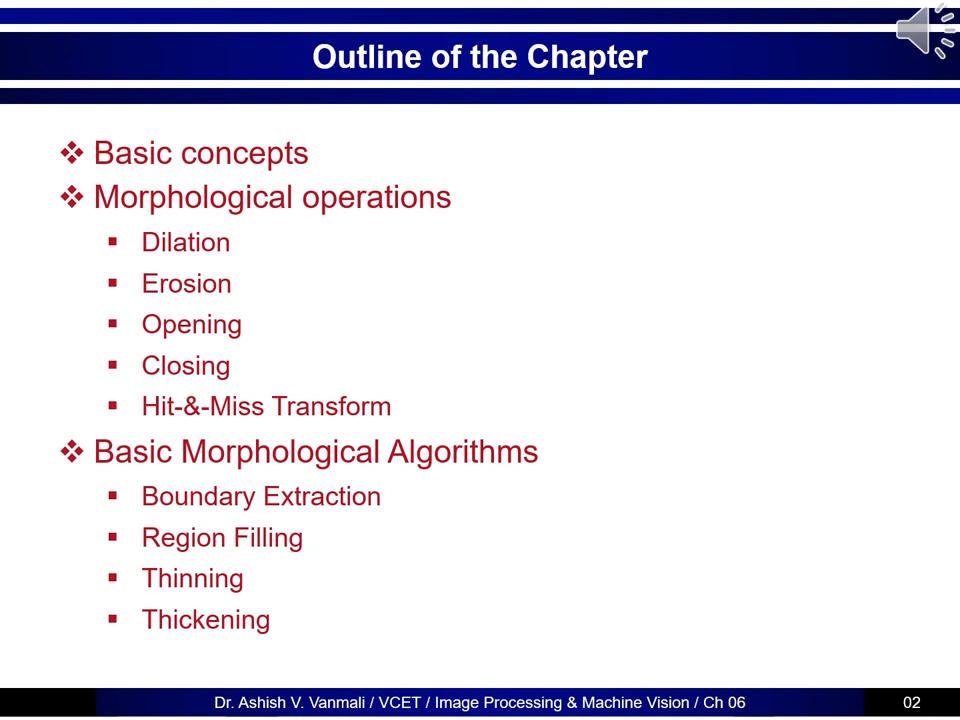 Outline of the Chapter
❖ Basic concepts
❖ Morphological operations
▪ Dilation
▪ Erosion
▪ Opening
▪ Closing
▪ Hit-&-Miss Transform
❖ Basic Morphological Algorithms
▪ Boundary Extraction
▪ Region Filling
▪ Thinning
▪ Thickening
Dr. Ashish V. Vanmali / VCET / Image Processing & Machine Vision / Ch 06
02